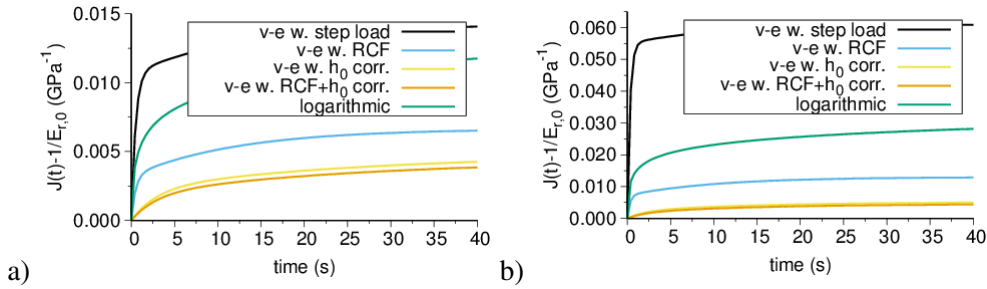 0.015
0.010
0.005
0.000
J(t)-1/E_{r,0} (GPa^{-1})
v-e w. step load
v-e w. RCF
v-e w. h_0 corr.
v-e w. RCF+h_0 corr.
logarithmic
0 5 10 15 20 25 30 35 40
time (s)
a)
0.060
0.050
0.040
0.030
0.020
0.010
0.000
J(t)-1/E_{r,0} (GPa^{-1})
v-e w. step load
v-e w. RCF
v-e w. h_0 corr.
v-e w. RCF+h_0 corr.
logarithmic
0 5 10 15 20 25 30 35 40
time (s)
b)